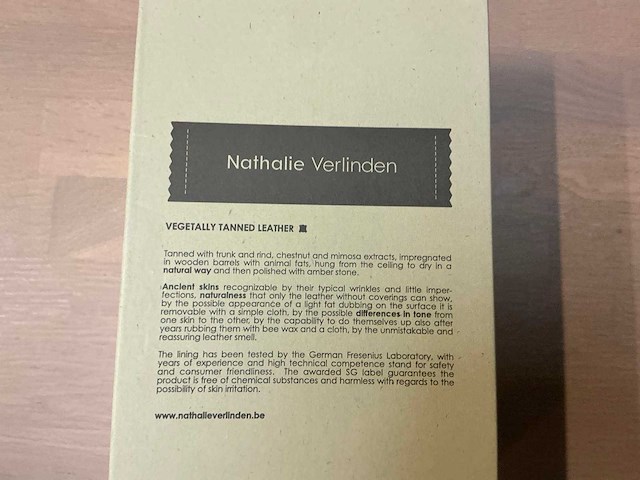 Nathalie Verlinden
VEGETALLY TANNED LEATHER
Tanned with trunk and rind, chestnut and mimosa extracts, impregnated
in wooden barrels with animal fats, hung from the ceiling to dry in a
natural way and then polished with amber stone.
Ancient skins recognizable by their typical wrinkles and little imper-
fections, naturalness that only the leather without coverings can show,
by the possible appearance of a light fat dubbing on the surface it is
removable with a simple cloth, by the possible differences in tone from
one skin to the other, by the capability to do themselves up also after
years rubbing them with bee wax and a cloth, by the unmistakable and
reassuring leather smell.
The lining has been tested by the German Fresenius Laboratory, with
years of experience and high technical competence stand for safety
and consumer friendliness. The awarded SG label guarantees the
product is free of chemical substances and harmless with regards to the
possibility of skin irritation.
www.nathalieverlinden.be